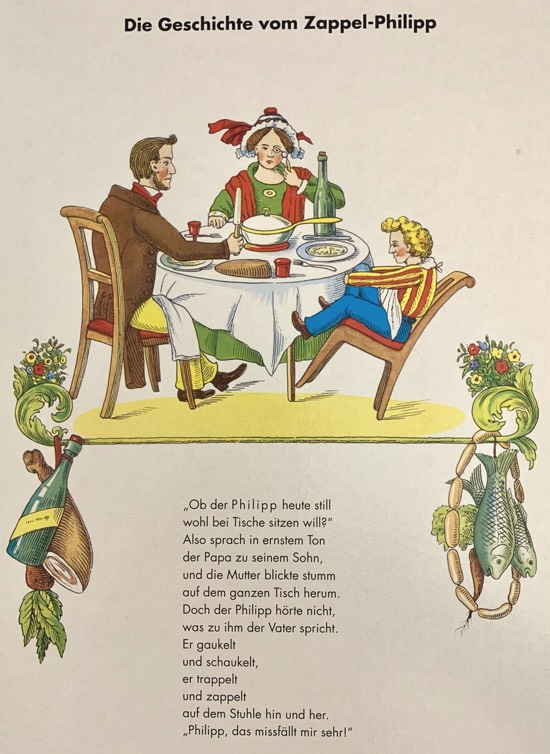 Die Geschichte vom Zappel-Philipp
„Ob der Philipp heute still
wohl bei Tische sitzen will?“
Also sprach in ernstem Ton
der Papa zu seinem Sohn,
und die Mutter blickte stumm
auf dem ganzen Tisch herum.
Doch der Philipp hörte nicht,
was zu ihm der Vater spricht.
Er gaukelt
und schaukelt,
er trappelt
und zappelt
auf dem Stuhle hin und her.
„Philipp, das missfällt mir sehr!“